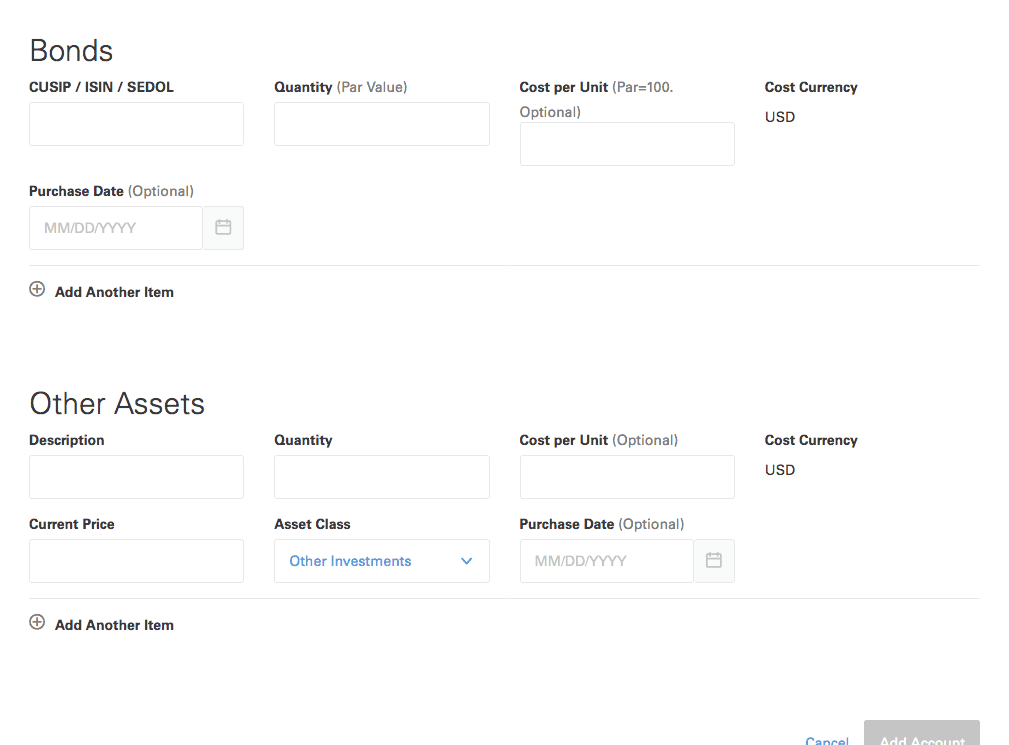 Bonds
CUSIP / ISIN / SEDOL Quantity (Par Value) Cost per Unit (Par=100. Cost Currency
Optional) USD
Purchase Date (Optional)
MM/DD/YYYY
Add Another Item
Other Assets
Description Quantity Cost per Unit (Optional) Cost Currency
USD
Current Price Asset Class Purchase Date (Optional)
Other Investments MM/DD/YYYY
Add Another Item
Cancel Add Account